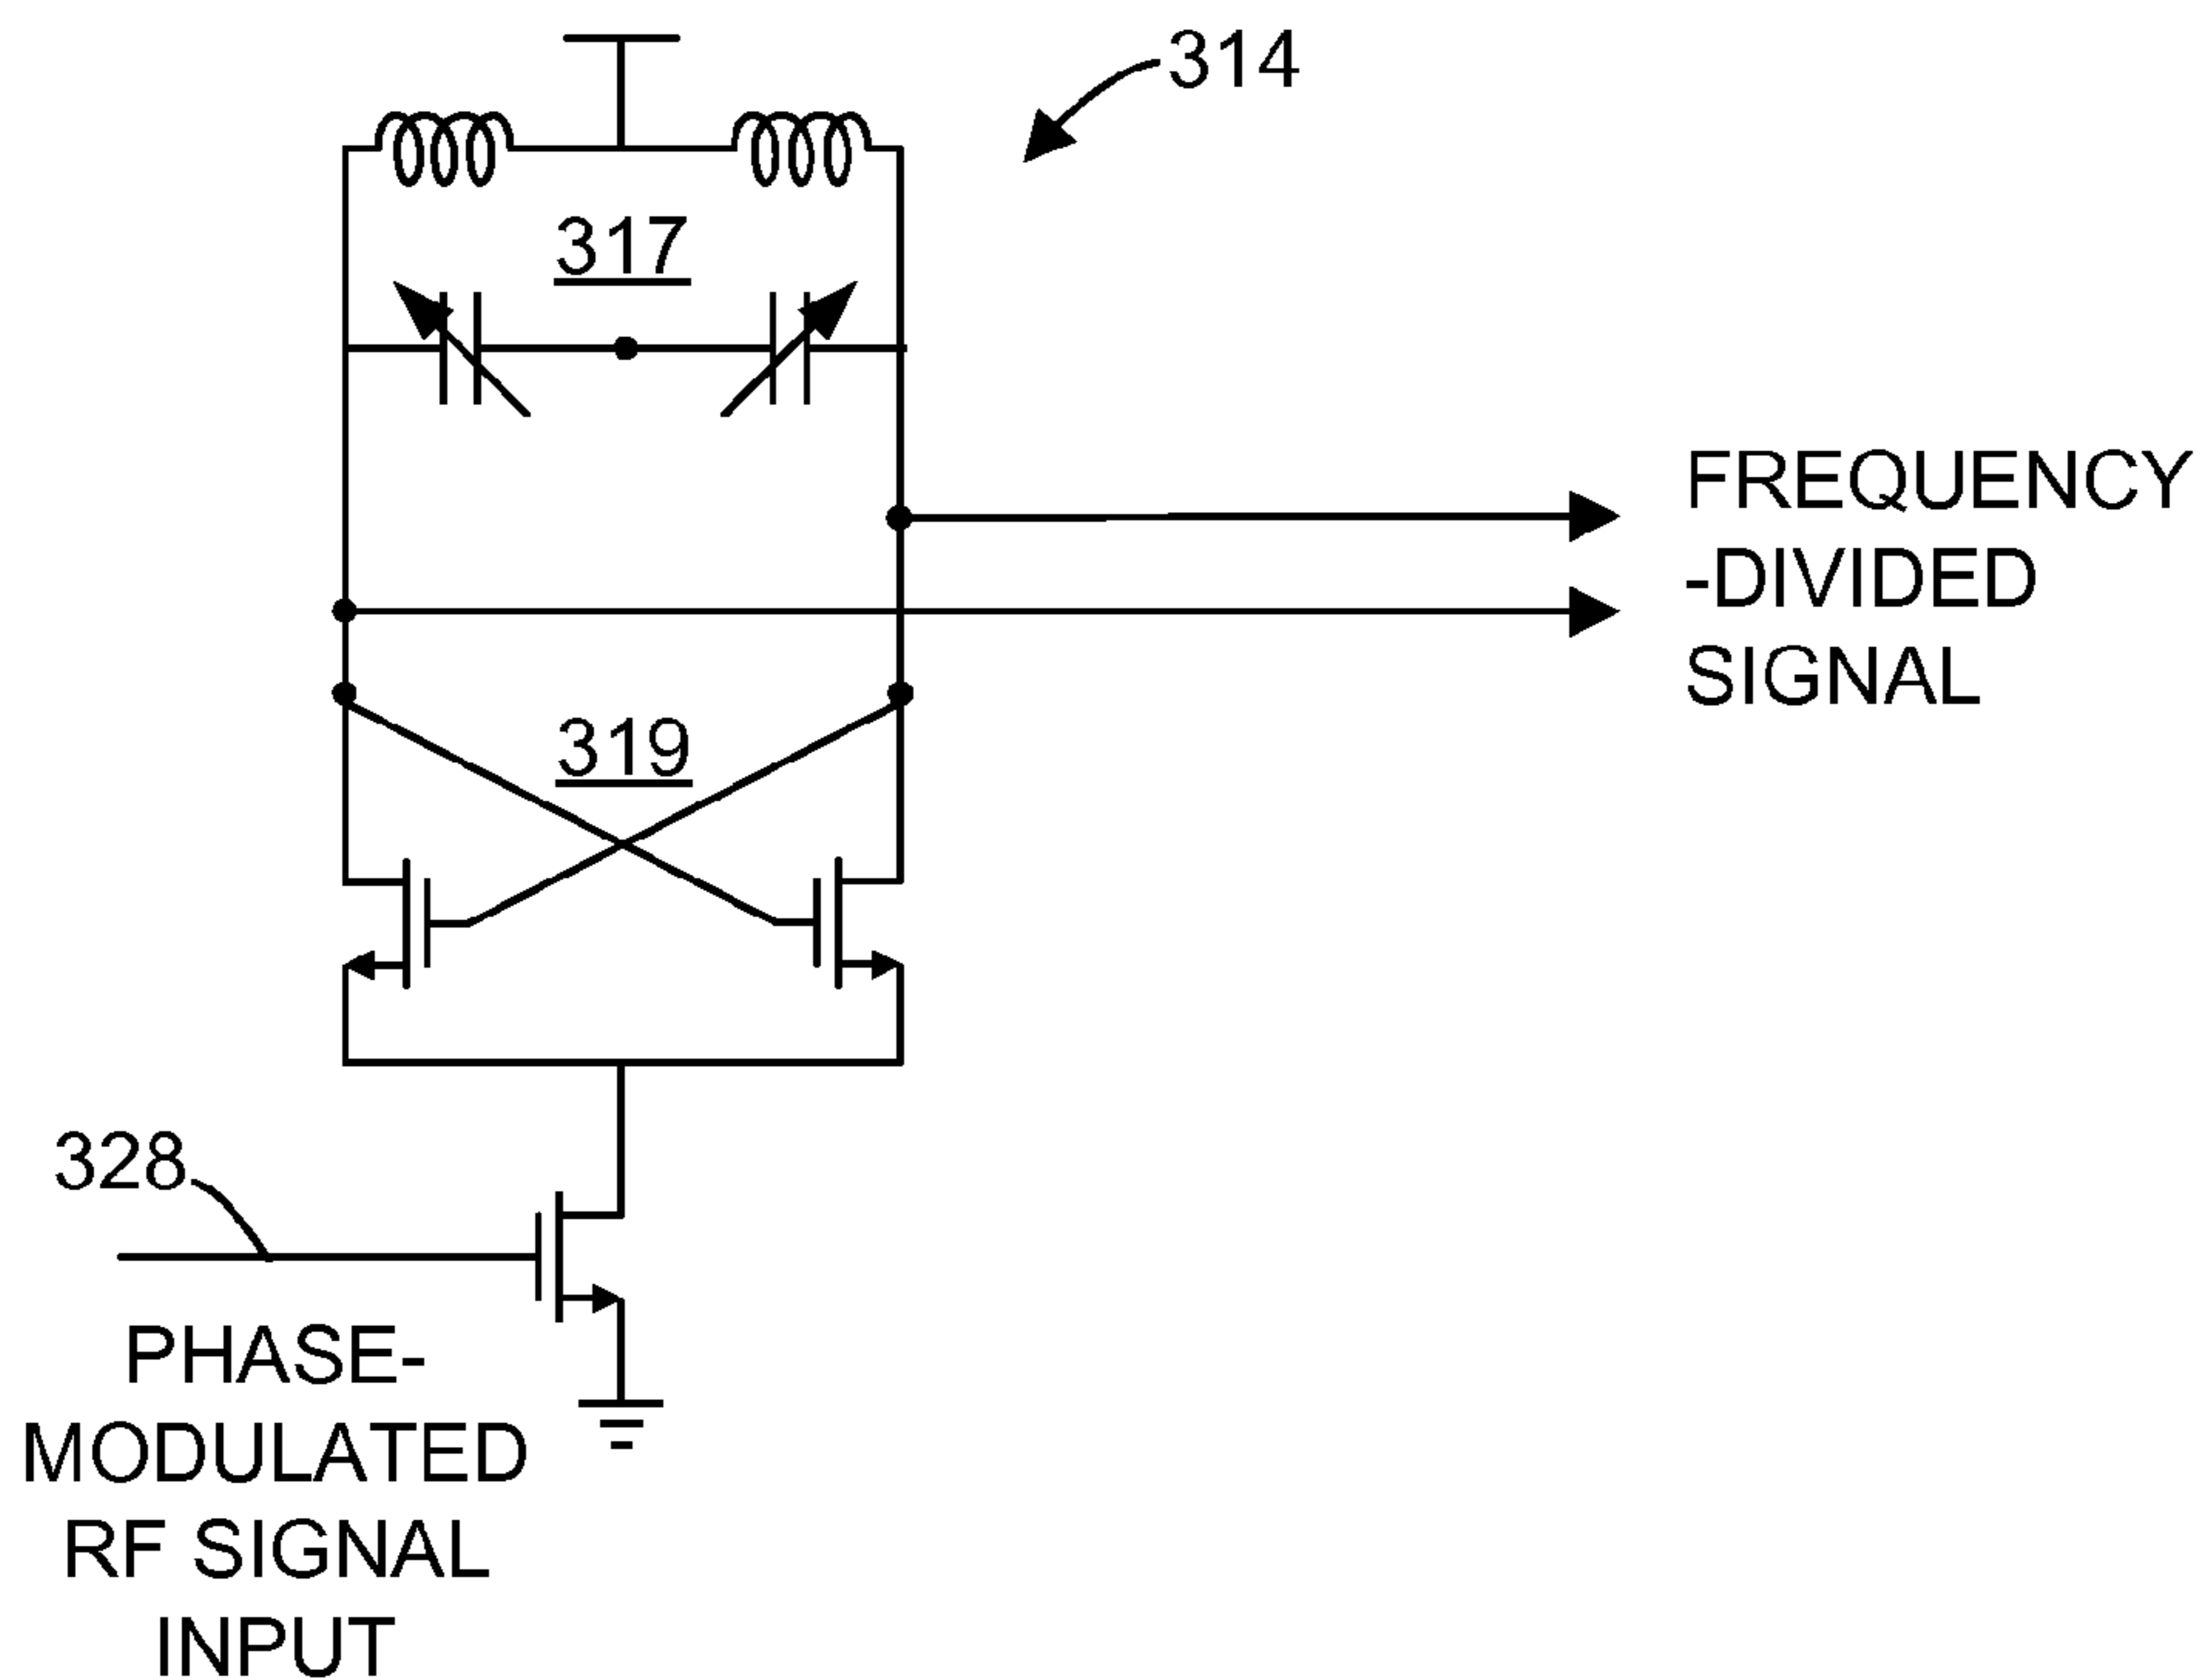 314
317
FREQUENCY
-DIVIDED
SIGNAL
319
328
PHASE-
MODULATED
RF SIGNAL
INPUT